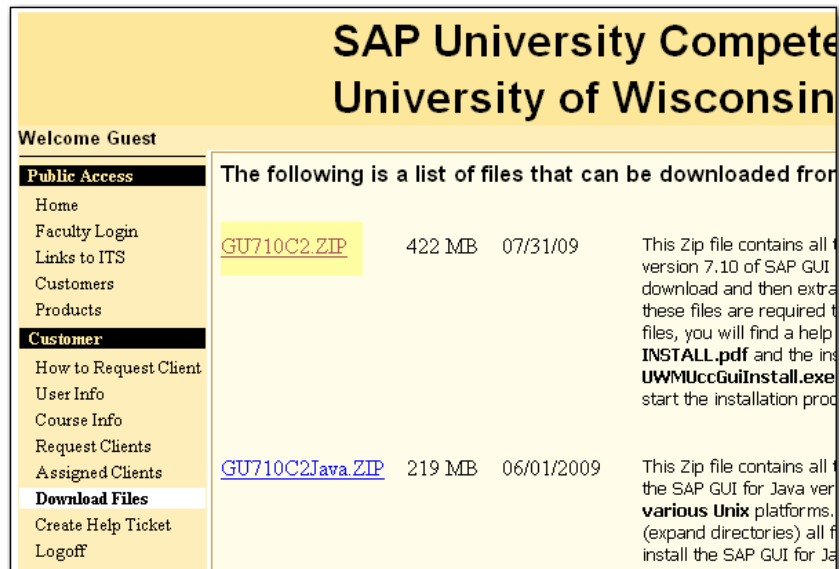 SAP University Compete
University of Wisconsin
Welcome Guest
Public Access
Home
Faculty Login
Links to ITS
Customers
Products
Customer
How to Request Client
User Info
Course Info
Request Clients
Assigned Clients
Download Files
Create Help Ticket
Logoff
The following is a list of files that can be downloaded from
GU710C2.ZIP 422 MB 07/31/09
This Zip file contains all t
version 7.10 of SAP GUI
download and then extra
these files are required t
files, you will find a help
INSTALL.pdf and the ins
UWMUccGuiInstall.exe
start the installation proc
GU710C2Java.ZIP 219 MB 06/01/2009
This Zip file contains all t
the SAP GUI for Java ver
various Unix platforms.
(expand directories) all f
install the SAP GUI for Ja